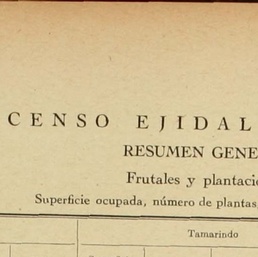 CENSO EJIDAL
RESUMEN GENE
Frutales y plantacio
Superficie ocupada, número de plantas
Tamarindo